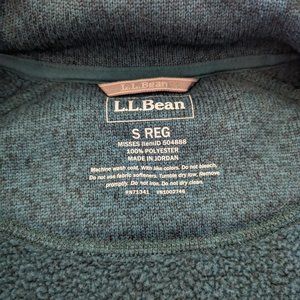 L.L.Bean
L.L.Bean
S REG
MISSES ItemID 504888
100% POLYESTER
MADE IN JORDAN
Machine wash cold. With like colors. Do not bleach.
Do not use fabric softeners. Tumble dry low. Remove
promptly. Do not iron. Do not dry clean.